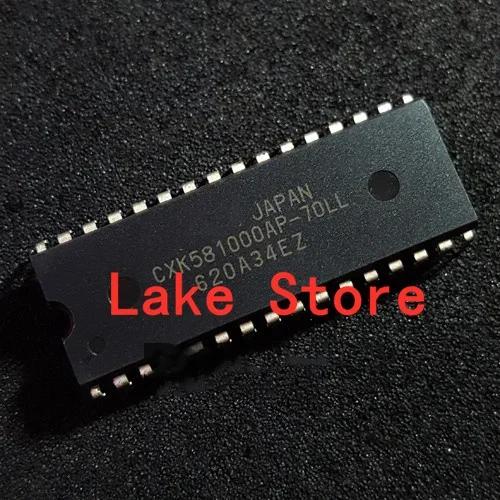 JAPAN
CXK581000AP-70LL
620A34EZ
Lake Store